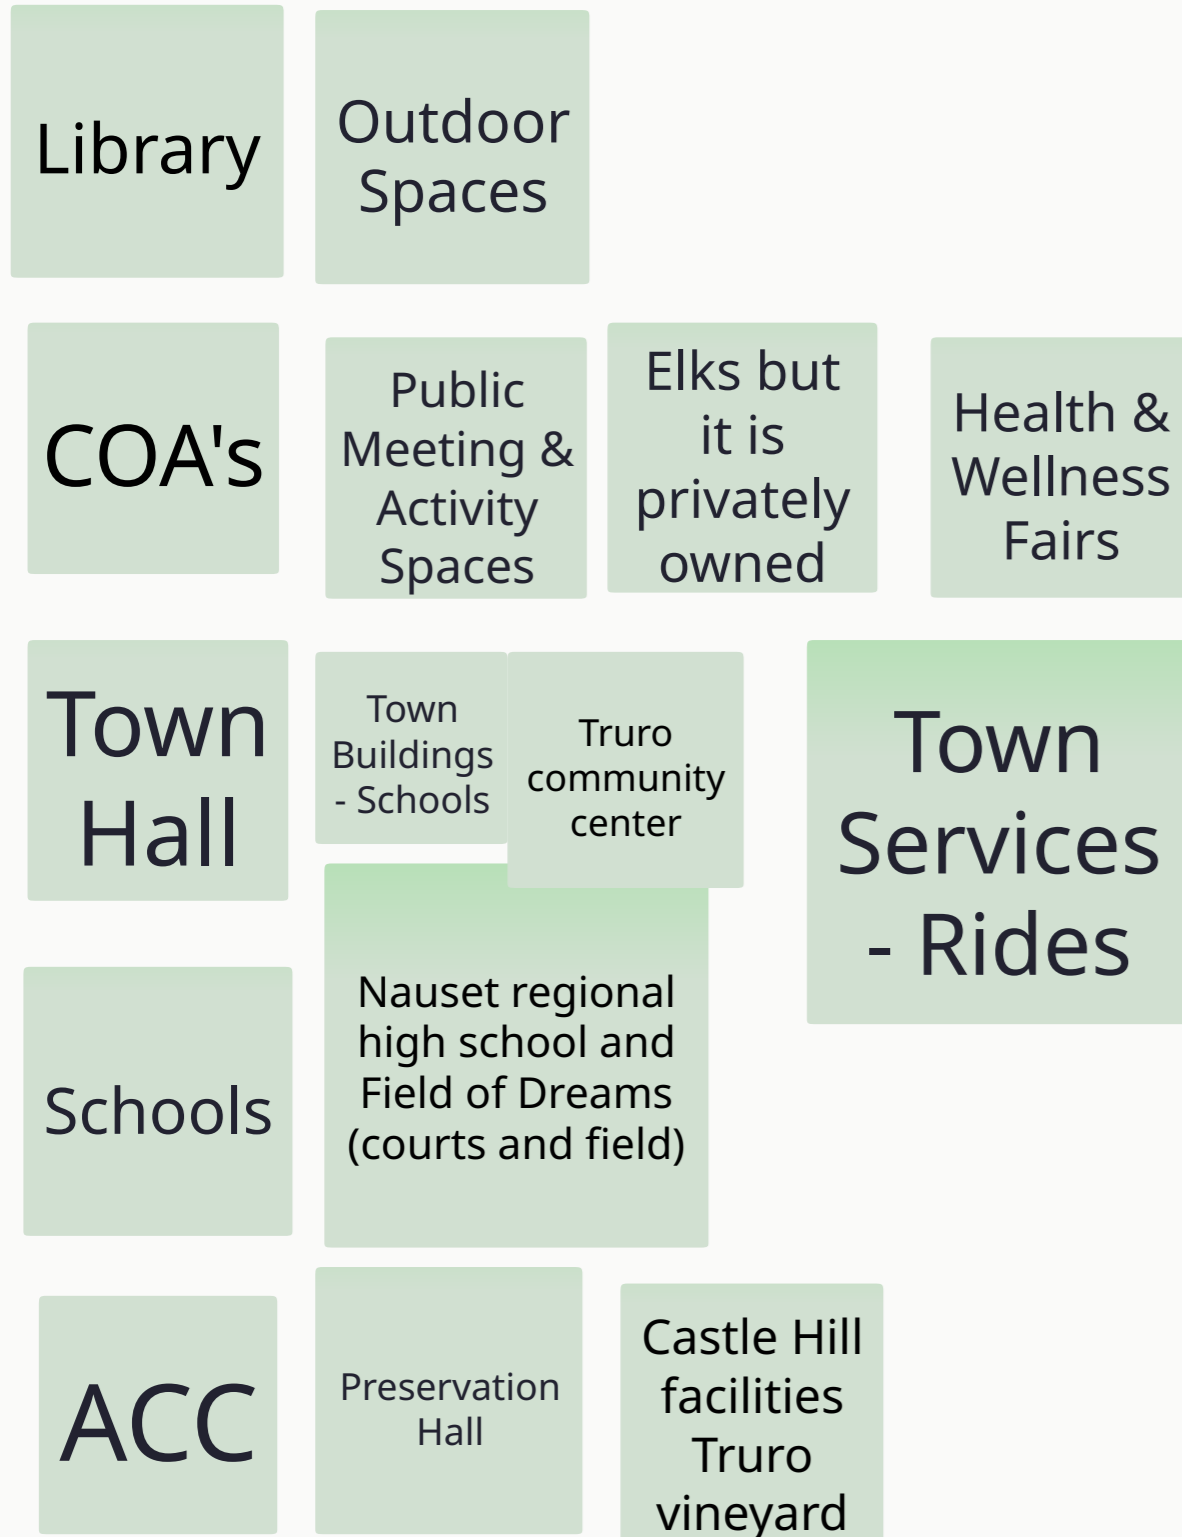 Library
Outdoor
Spaces
COA's
Public
Meeting &
Activity
Spaces
Elks but
it is
privately
owned
Health &
Wellness
Fairs
Town
Hall
Town
Buildings
- Schools
Truro
community
center
Town
Services
- Rides
Schools
Nauset regional
high school and
Field of Dreams
(courts and field)
ACC
Preservation
Hall
Castle Hill
facilities
Truro
vineyard